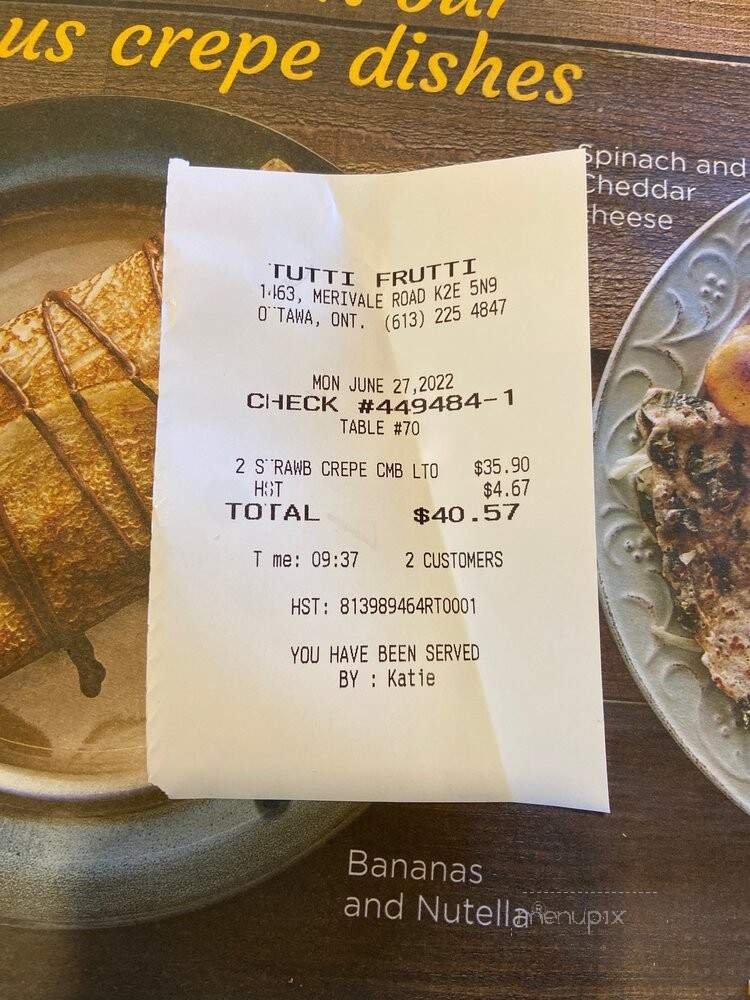 our
us crepe dishes
Spinach and
Cheddar
cheese
TUTTI FRUTTI
1463, MERIVALE ROAD K2E 5N9
OTTAWA, ONT. (613) 225 4847
MON JUNE 27,2022
CHECK #449484-1
TABLE #70
2 STRAWB CREPE CMB LTO $35.90
HST $4.67
TOTAL $40.57
Time: 09:37 2 CUSTOMERS
HST: 813989464RT0001
YOU HAVE BEEN SERVED
BY : Katie
Bananas
and Nutella®
menupix